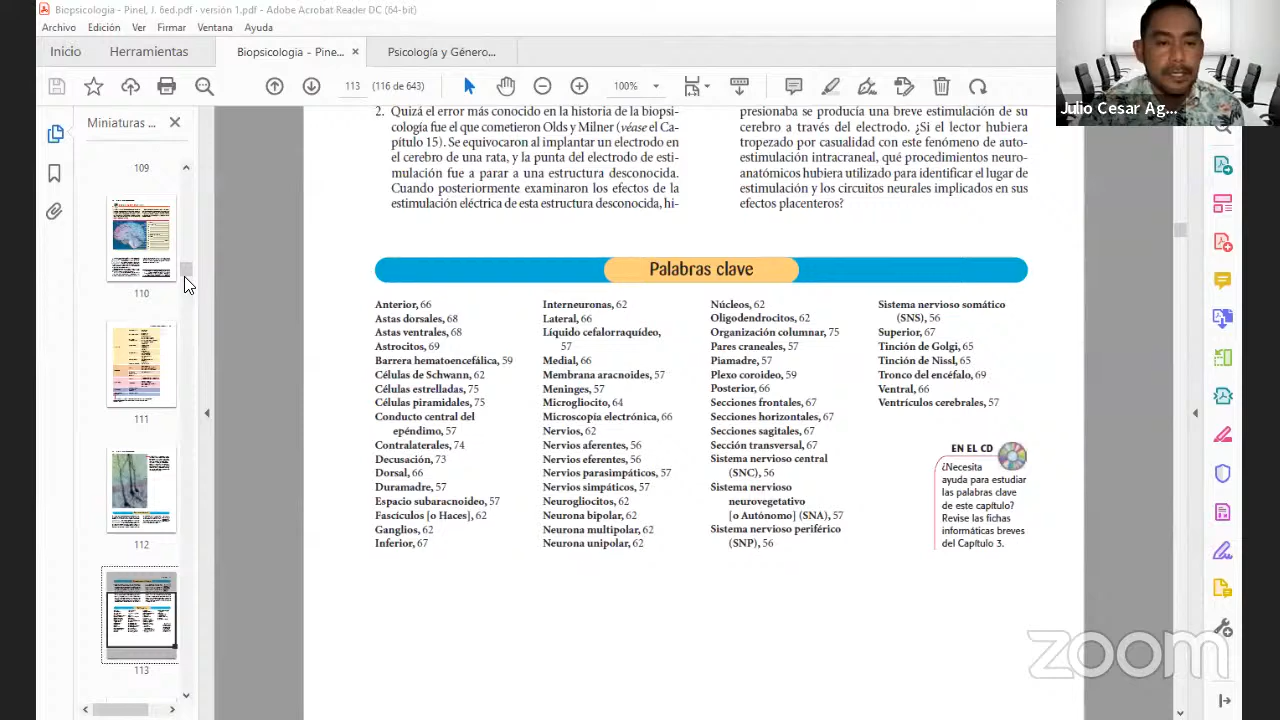 Biopsicologia - Pinel, J. 6ed.pdf - versión 1.pdf - Adobe Acrobat Reader DC (64-bit)
Archivo Edición Ver Firmar Ventana Ayuda
Inicio Herramientas Biopsicologia - Pine... × Psicología y Género...
113 (116 de 643) 100%
Julio Cesar Ag...
Miniaturas ... ×
109
110
111
112
113
2. Quizá el error más conocido en la historia de la biopsi-
cología fue el que cometieron Olds y Milner (véase el Ca-
pítulo 15). Se equivocaron al implantar un electrodo en
el cerebro de una rata, y la punta del electrodo de esti-
mulación fue a parar a una estructura desconocida.
Cuando posteriormente examinaron los efectos de la
estimulación eléctrica de esta estructura desconocida, hi-
presionaba se producía una breve estimulación de su
cerebro a través del electrodo. ¿Si el lector hubiera
tropezado por casualidad con este fenómeno de auto-
estimulación intracraneal, qué procedimientos neuro-
anatómicos hubiera utilizado para identificar el lugar de
estimulación y los circuitos neurales implicados en sus
efectos placenteros?
Palabras clave
Anterior, 66
Astas dorsales, 68
Astas ventrales, 68
Astrocitos, 69
Barrera hematoencefálica, 59
Células de Schwann, 62
Células estrelladas, 75
Células piramidales, 75
Conducto central del
epéndimo, 57
Contralaterales, 74
Decusación, 73
Dorsal, 66
Duramadre, 57
Espacio subaracnoideo, 57
Fascículos [o Haces], 62
Ganglios, 62
Inferior, 67
Interneuronas, 62
Lateral, 66
Líquido cefalorraquídeo,
57
Medial, 66
Membrana aracnoides, 57
Meninges, 57
Microgliocito, 64
Microscopía electrónica, 66
Nervios, 62
Nervios aferentes, 56
Nervios eferentes, 56
Nervios parasimpáticos, 57
Nervios simpáticos, 57
Neurogliocitos, 62
Neurona bipolar, 62
Neurona multipolar, 62
Neurona unipolar, 62
Núcleos, 62
Oligodendrocitos, 62
Organización columnar, 75
Pares craneales, 57
Piamadre, 57
Plexo coroideo, 59
Posterior, 66
Secciones frontales, 67
Secciones horizontales, 67
Secciones sagitales, 67
Sección transversal, 67
Sistema nervioso central
(SNC), 56
Sistema nervioso
neurovegetativo
[o Autónomo] (SNA), 57
Sistema nervioso periférico
(SNP), 56
Sistema nervioso somático
(SNS), 56
Superior, 67
Tinción de Golgi, 65
Tinción de Nissl, 65
Tronco del encéfalo, 69
Ventral, 66
Ventrículos cerebrales, 57
EN EL CD
¿Necesita
ayuda para estudiar
las palabras clave
de este capítulo?
Revise las fichas
informáticas breves
del Capítulo 3.
zoom